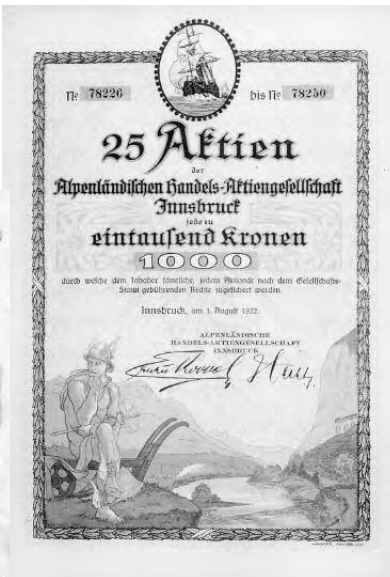 № 78226 bis № 78250
25 Aktien
der
Alpenländischen Handels-Aktiengesellschaft
Innsbruck
jede zu
eintausend Kronen
1000
durch welche dem Inhaber sämtliche, jedem Aktionär nach dem Gesellschafts-
Statut gebührenden Rechte zugesichert werden.
Innsbruck, am 1. August 1922.
ALPENLÄNDISCHE
HANDELS-AKTIENGESELLSCHAFT
INNSBRUCK